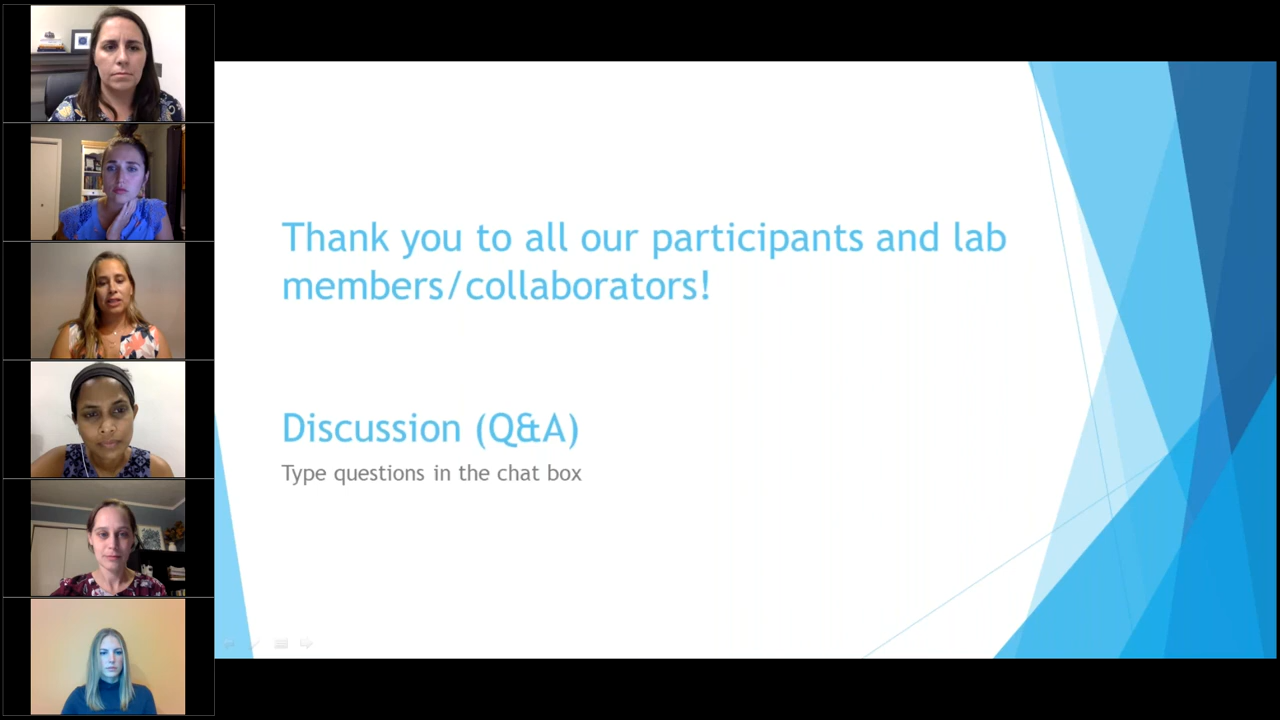 Thank you to all our participants and lab
members/collaborators!
Discussion (Q&A)
Type questions in the chat box